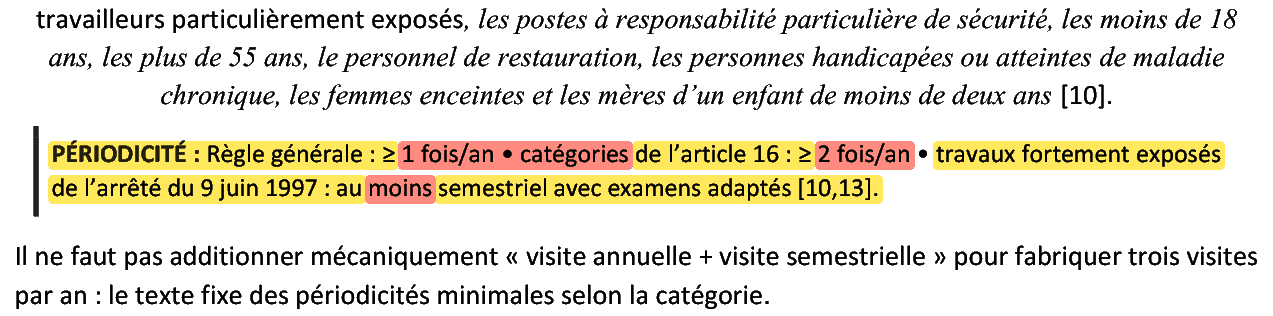 travailleurs particulièrement exposés, les postes à responsabilité particulière de sécurité, les moins de 18
ans, les plus de 55 ans, le personnel de restauration, les personnes handicapées ou atteintes de maladie
chronique, les femmes enceintes et les mères d’un enfant de moins de deux ans [10].
PÉRIODICITÉ : Règle générale : ≥ 1 fois/an • catégories de l’article 16 : ≥ 2 fois/an • travaux fortement exposés
de l’arrêté du 9 juin 1997 : au moins semestriel avec examens adaptés [10,13].
Il ne faut pas additionner mécaniquement « visite annuelle + visite semestrielle » pour fabriquer trois visites
par an : le texte fixe des périodicités minimales selon la catégorie.